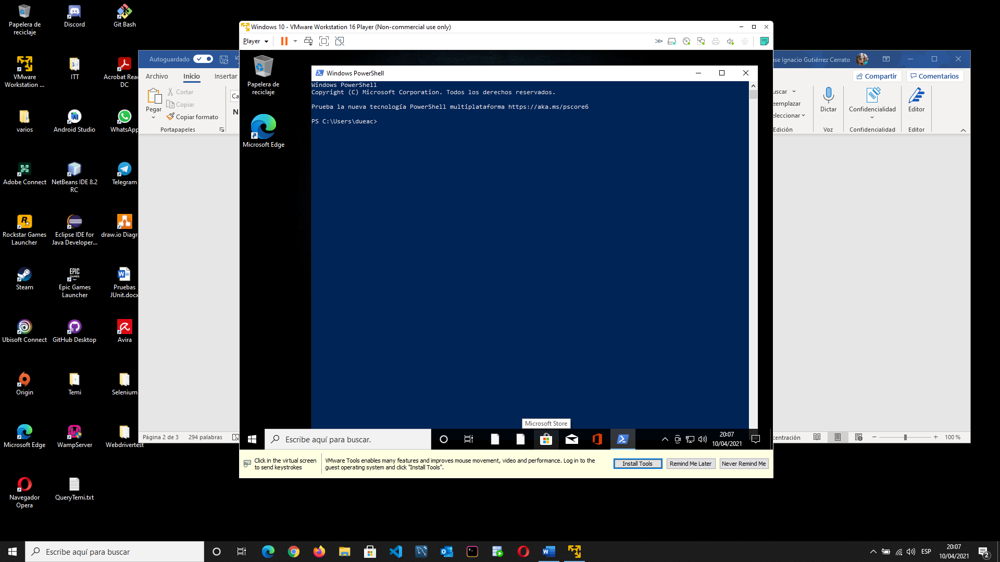 Papelera de
reciclaje
Discord
Git Bash
VMware
Workstation ...
ITT
Acrobat Rea
DC
varios
Android Studio
WhatsApp
Adobe Connect
NetBeans IDE 8.2
RC
Telegram
Rockstar Games
Launcher
Eclipse IDE for
Java Developer...
draw.io Diagr
Steam
Epic Games
Launcher
Pruebas
JUnit.docx
Ubisoft Connect
GitHub Desktop
Avira
Origin
Temi
Selenium
Microsoft Edge
WampServer
Webdrivertest
Navegador
Opera
QueryTemi.txt
Autoguardado
Archivo
Inicio
Insertar
Pegar
Cortar
Copiar
Copiar formato
Portapapeles
Ca
N
Página 2 de 3
294 palabras
Windows 10 - VMware Workstation 16 Player (Non-commercial use only)
Player
Papelera de
reciclaje
Microsoft Edge
Windows PowerShell
Windows PowerShell
Copyright (C) Microsoft Corporation. Todos los derechos reservados.
Prueba la nueva tecnología PowerShell multiplataforma https://aka.ms/pscore6
PS C:\Users\dueac>
Microsoft Store
Escribe aquí para buscar.
20:07
10/04/2021
Click in the virtual screen
to send keystrokes
VMware Tools enables many features and improves mouse movement, video and performance. Log in to the
guest operating system and click "Install Tools".
Install Tools
Remind Me Later
Never Remind Me
ose Ignacio Gutiérrez Cerrato
Compartir
Comentarios
uscar
eemplazar
eleccionar
Edición
Dictar
Voz
Confidencialidad
Confidencialidad
Editor
Editor
centración
100 %
Escribe aquí para buscar
ESP
20:07
10/04/2021
2